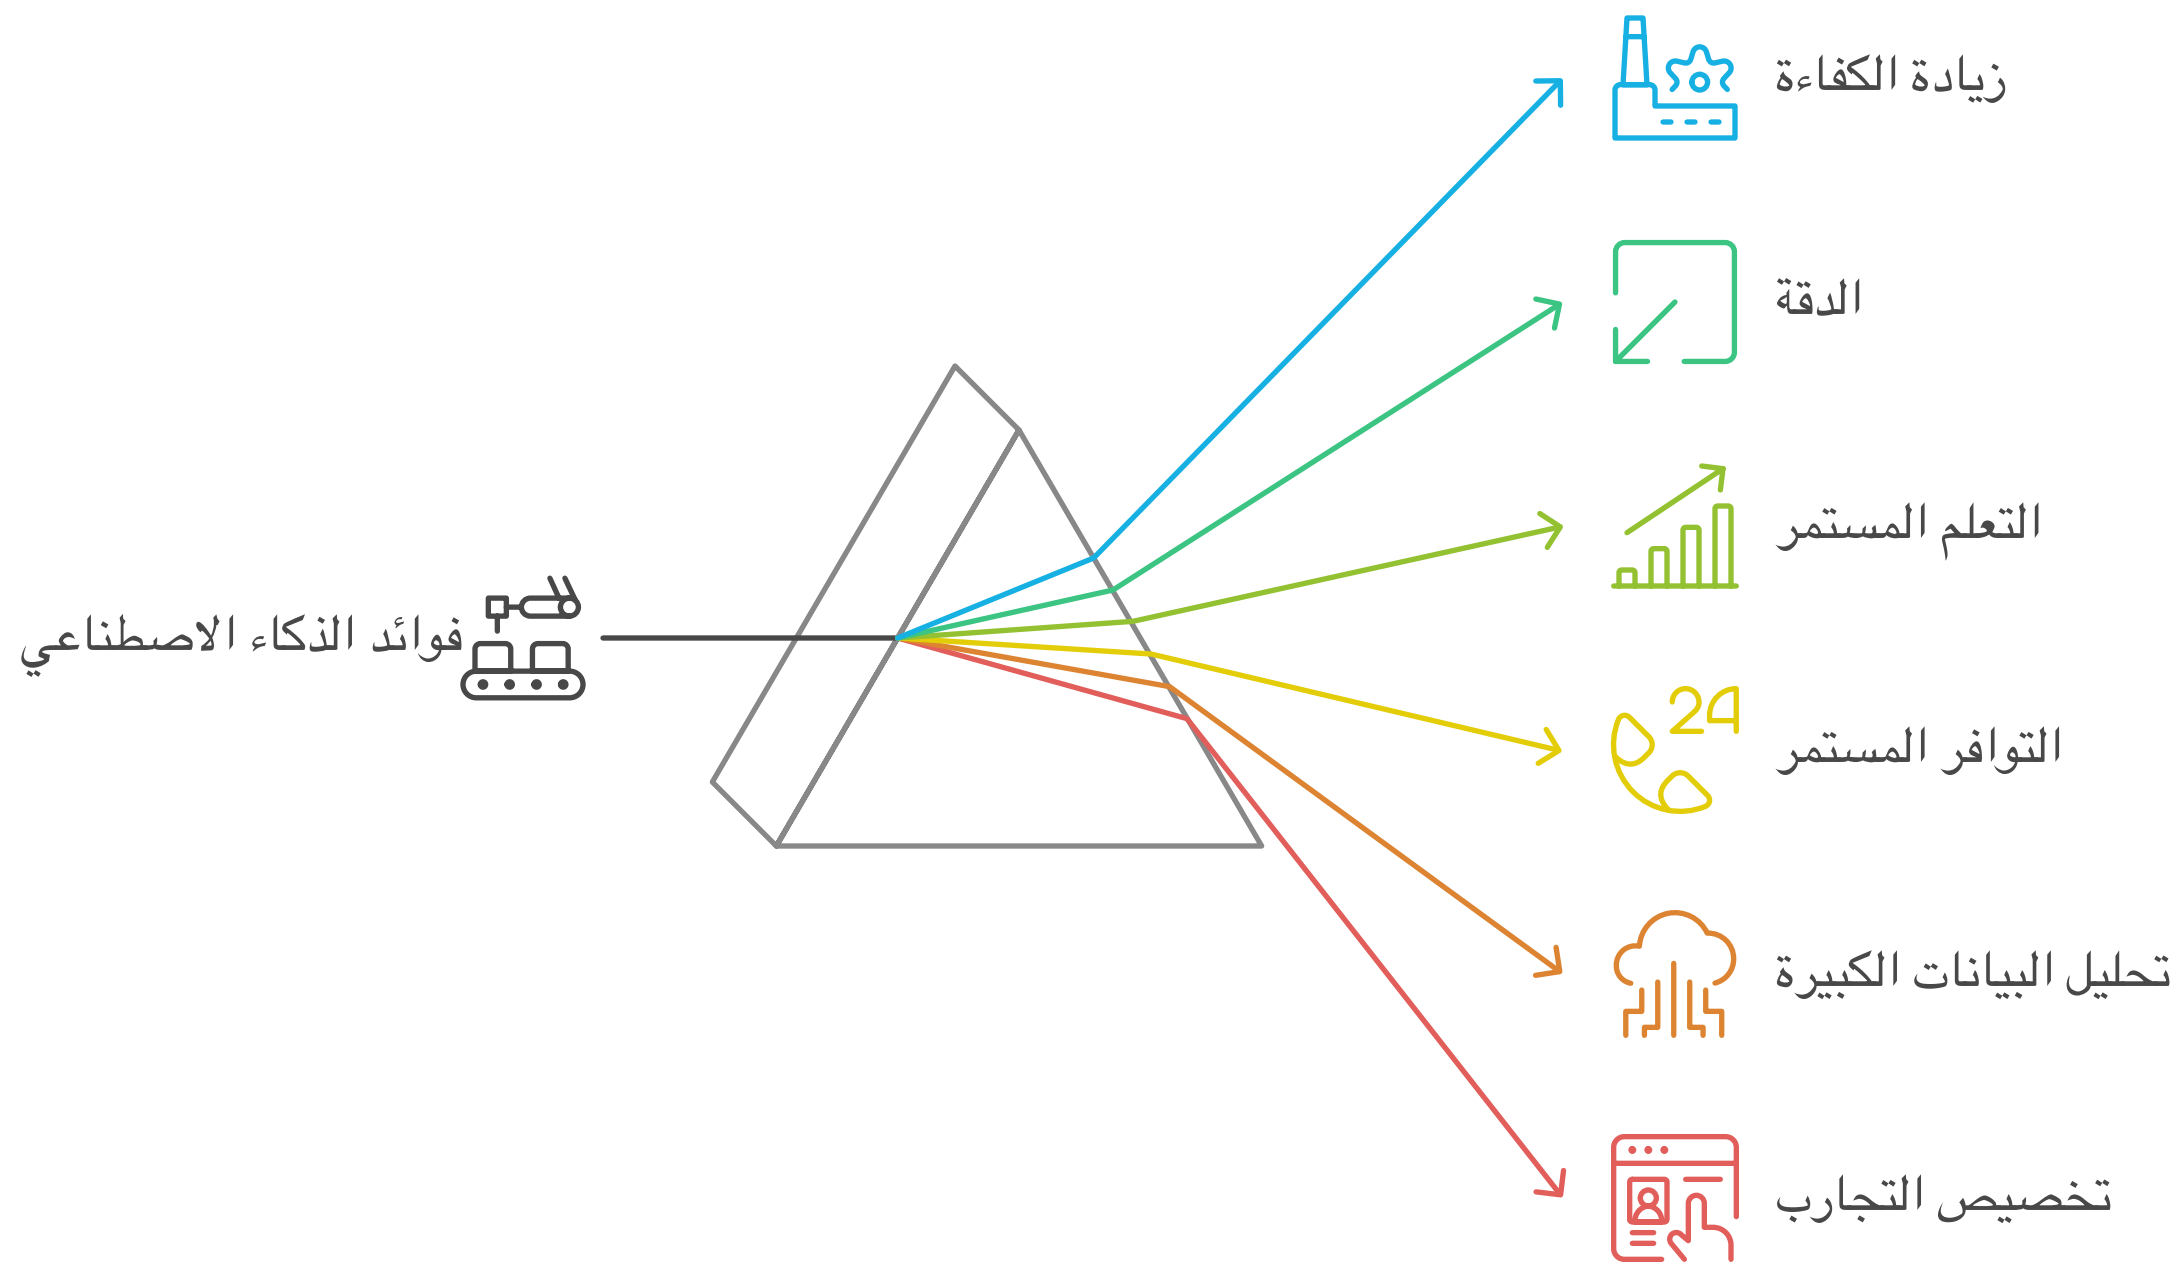 فوائد الذكاء الاصطناعي
زيادة الكفاءة
الدقة
التعلم المستمر
24
التوافر المستمر
تحليل البيانات الكبيرة
تخصيص التجارب